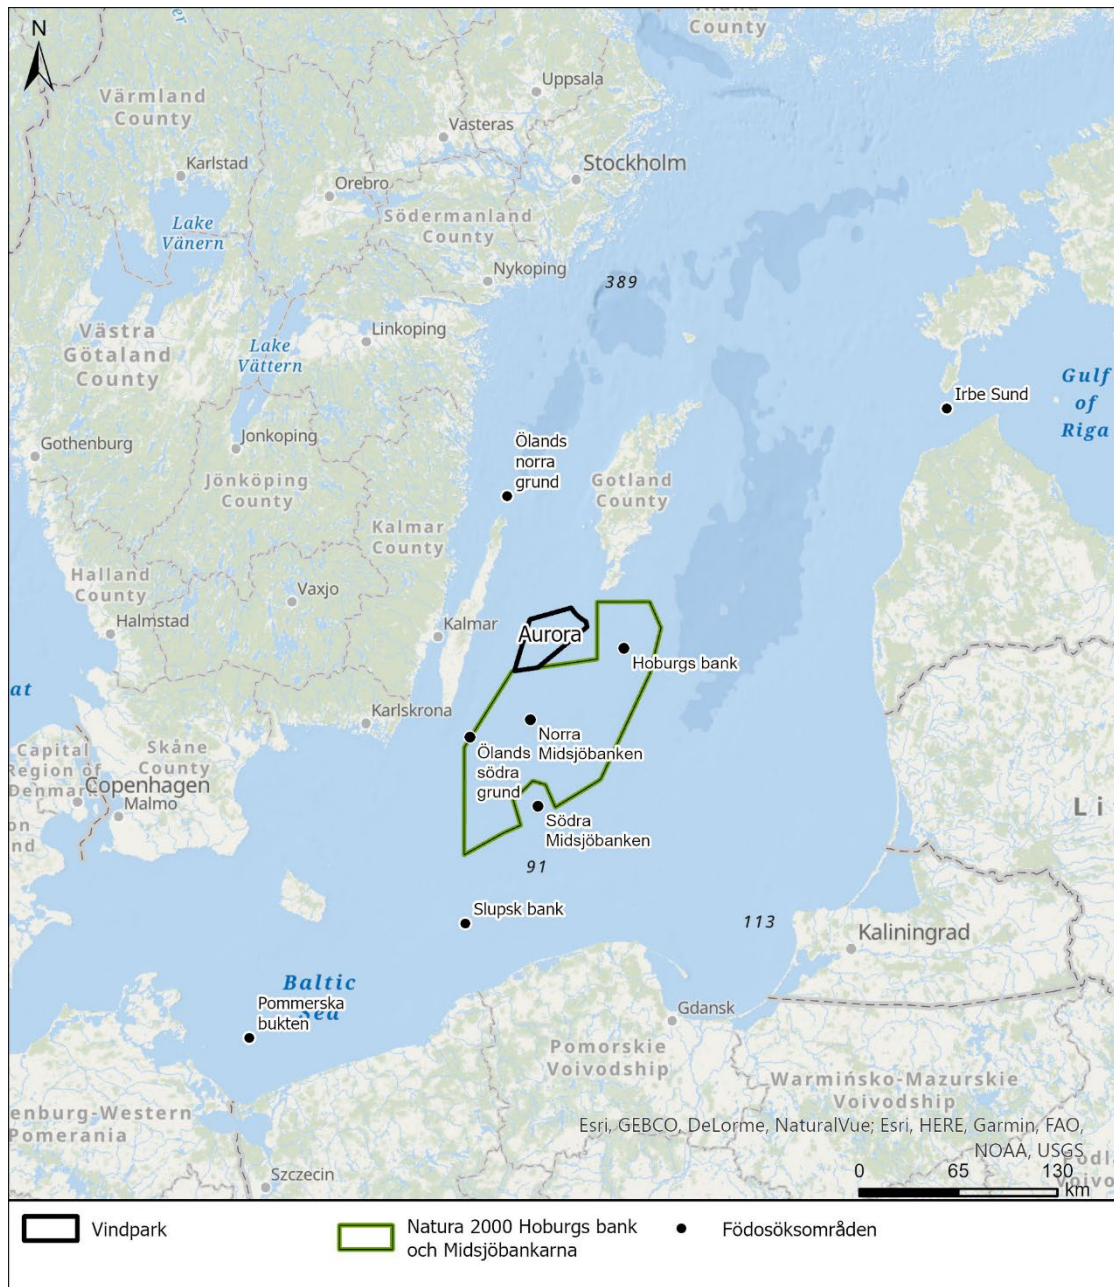 County
N
Uppsala
Värmland
County
Vasteras
Karlstad
Stockholm
Orebro
Södermanland
County
Lake
Vänern
Nykoping
389
Västra
Götaland
County
Linkoping
Lake
Vättern
Gulf
of
Riga
Irbe Sund
Gothenburg
Jonkoping
Ölands
norra
grund
Jönköping
County
Gotland
County
Kalmar
County
Halland
County
Vaxjo
Halmstad
Kalmar
Aurora
Hoburgs bank
at
Karlskrona
Norra
Midsjöbanken
Ölands
södra
grund
Capital
Region of
Denmark
Skåne
County
Copenhagen
Malmo
on
nd
Li
Södra
Midsjöbanken
91
Slupsk bank
113
Kaliningrad
Baltic
Sea
Pommerska
bukten
Gdansk
Pomorskie
Voivodship
Warmińsko-Mazurskie
Voivodship
enburg-Western
Pomerania
Esri, GEBCO, DeLorme, NaturalVue; Esri, HERE, Garmin, FAO,
NOAA, USGS
Szczecin
0 65 130
km
Vindpark
Natura 2000 Hoburgs bank
och Midsjöbankarna
Födosöksområden